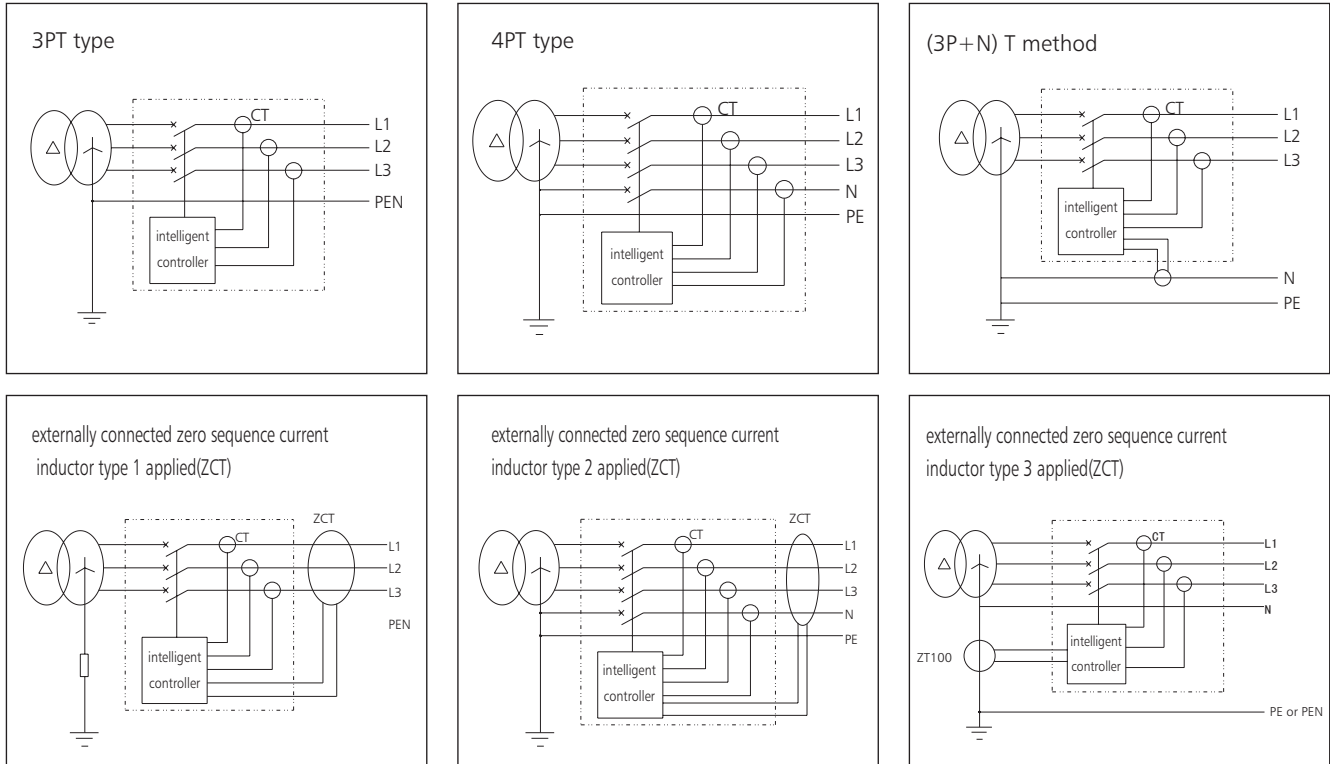 3PT type
CT
L1
L2
L3
PEN
intelligent
controller
4PT type
CT
L1
L2
L3
N
PE
intelligent
controller
(3P+N) T method
CT
L1
L2
L3
intelligent
controller
N
PE
externally connected zero sequence current
inductor type 1 applied(ZCT)
ZCT
CT
L1
L2
L3
PEN
intelligent
controller
externally connected zero sequence current
inductor type 2 applied(ZCT)
ZCT
CT
L1
L2
L3
N
PE
intelligent
controller
externally connected zero sequence current
inductor type 3 applied(ZCT)
CT
L1
L2
L3
N
intelligent
ZT100
controller
PE or PEN